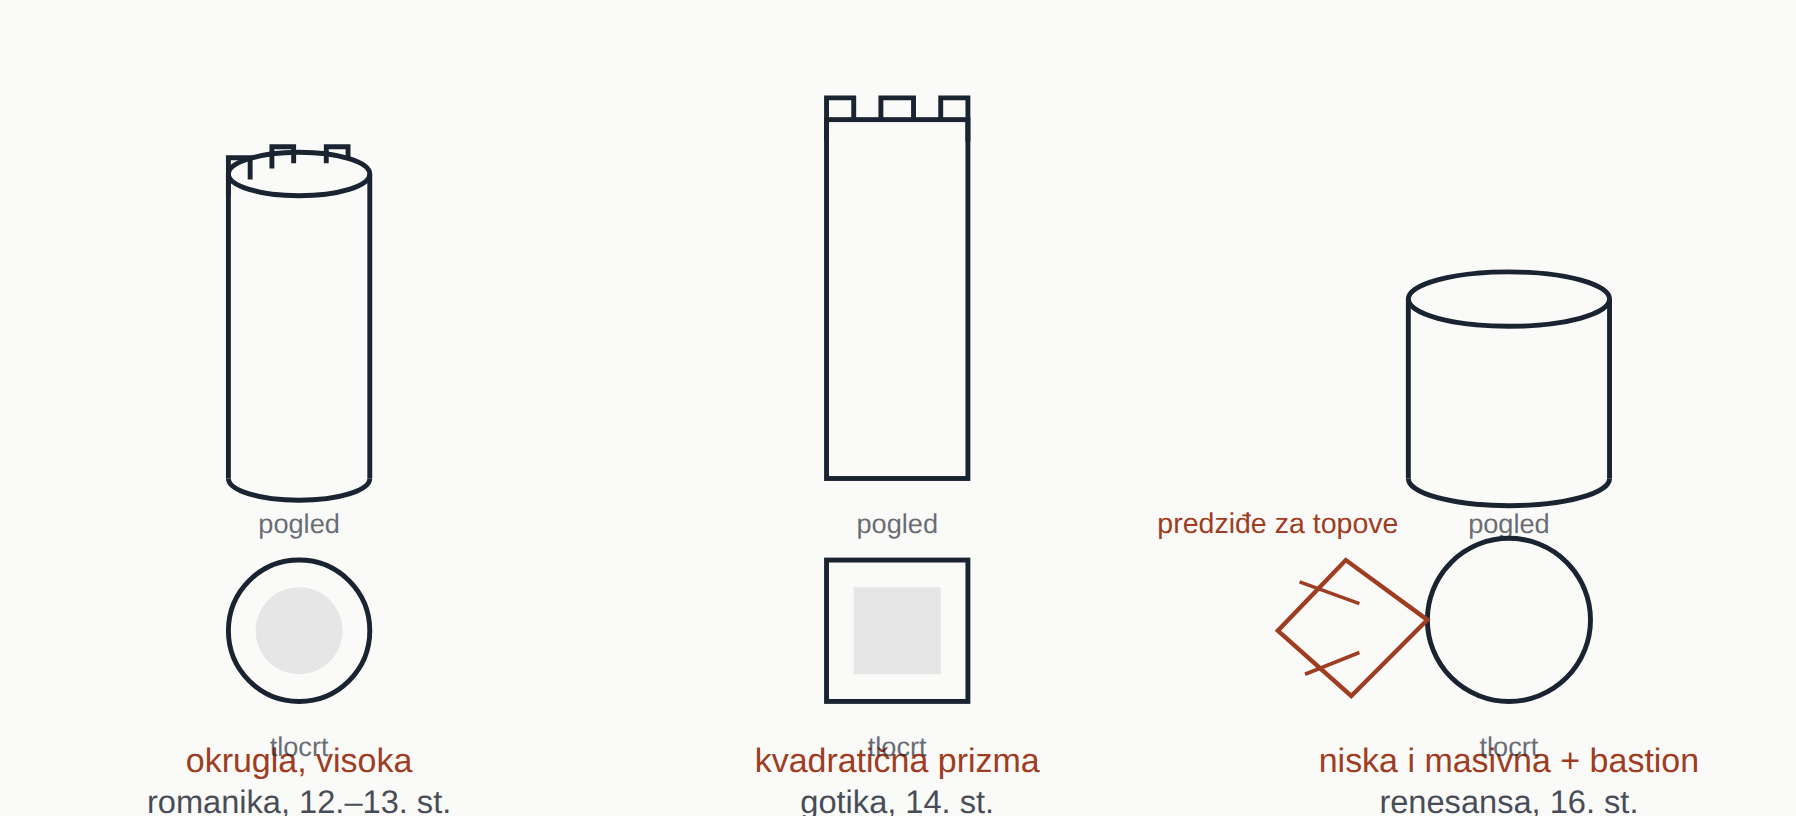 pogled
pogled
predziđe za topove
pogled
tlocrt
tlocrt
tlocrt
okrugla, visoka
kvadratična prizma
niska i masivna + bastion
romanika, 12.–13. st.
gotika, 14. st.
renesansa, 16. st.